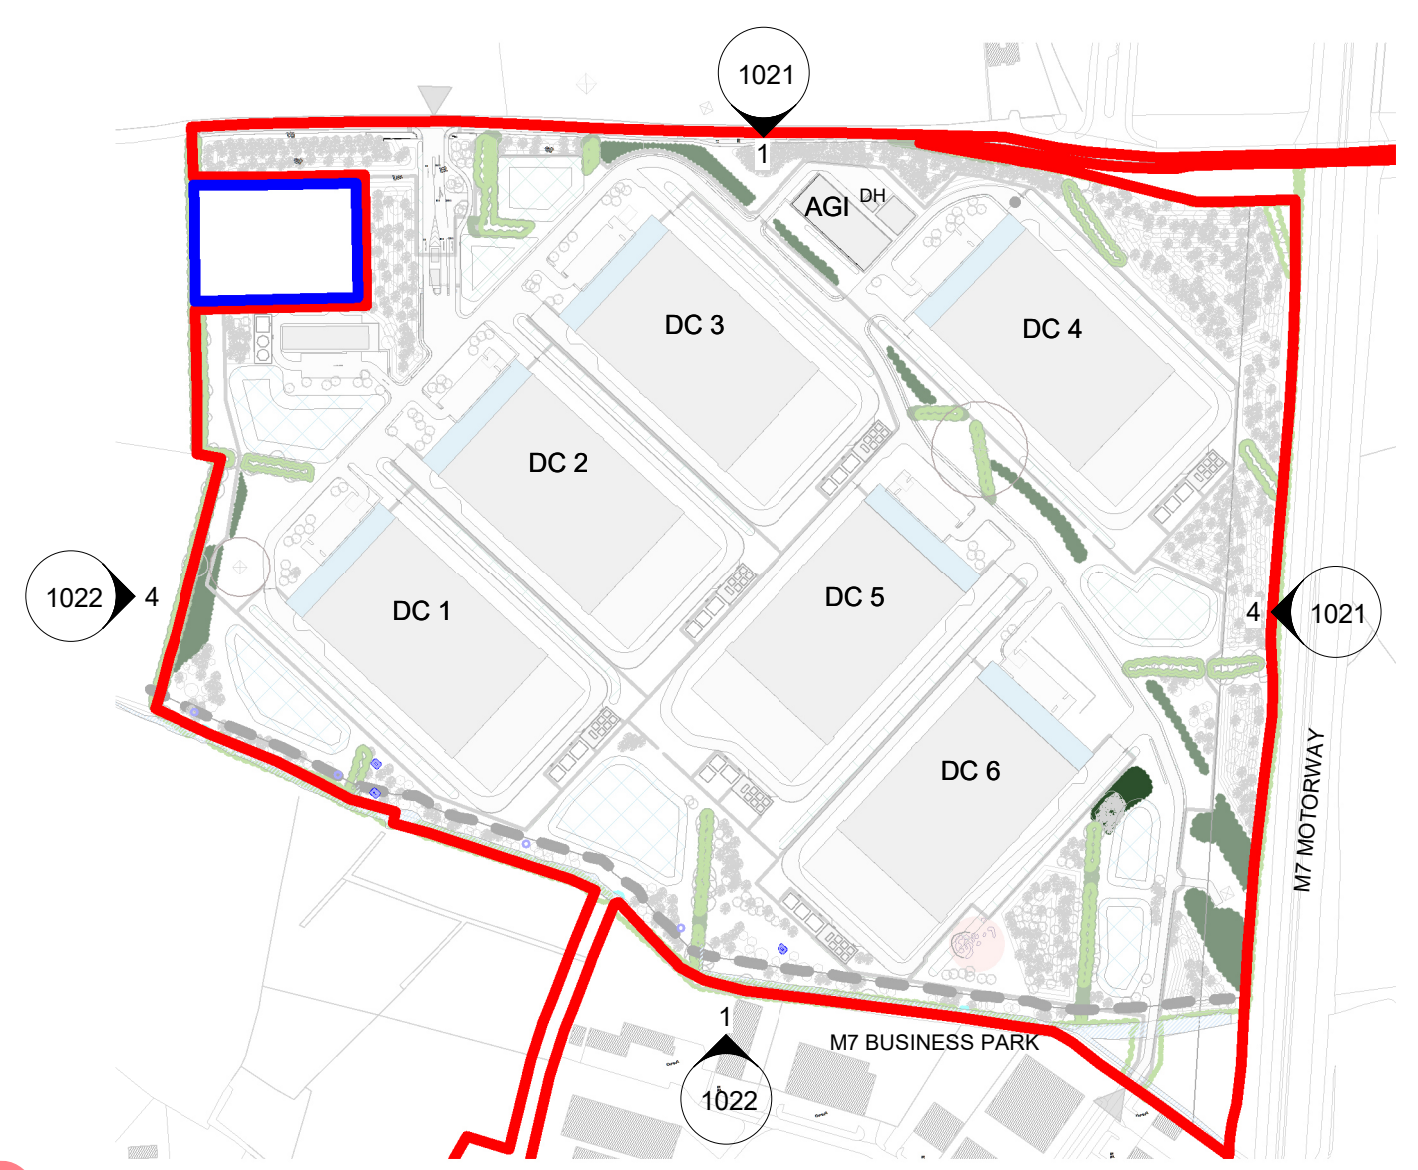 1021
1
AGI
DH
DC 3
DC 4
DC 2
DC 5
DC 1
1022
4
4
1021
DC 6
M7 MOTORWAY
1
M7 BUSINESS PARK
1022